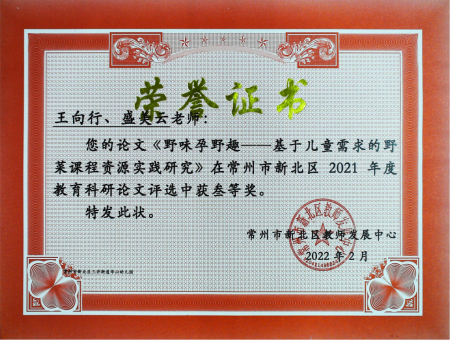 荣誉证书
王向行、盛美云老师：
您的论文《野味孕野趣——基于儿童需求的野
菜课程资源实践研究》在常州市新北区 2021 年度
教育科研论文评选中获叁等奖。
特发此状。
常州市新北区教师发展中心
2022 年 2 月